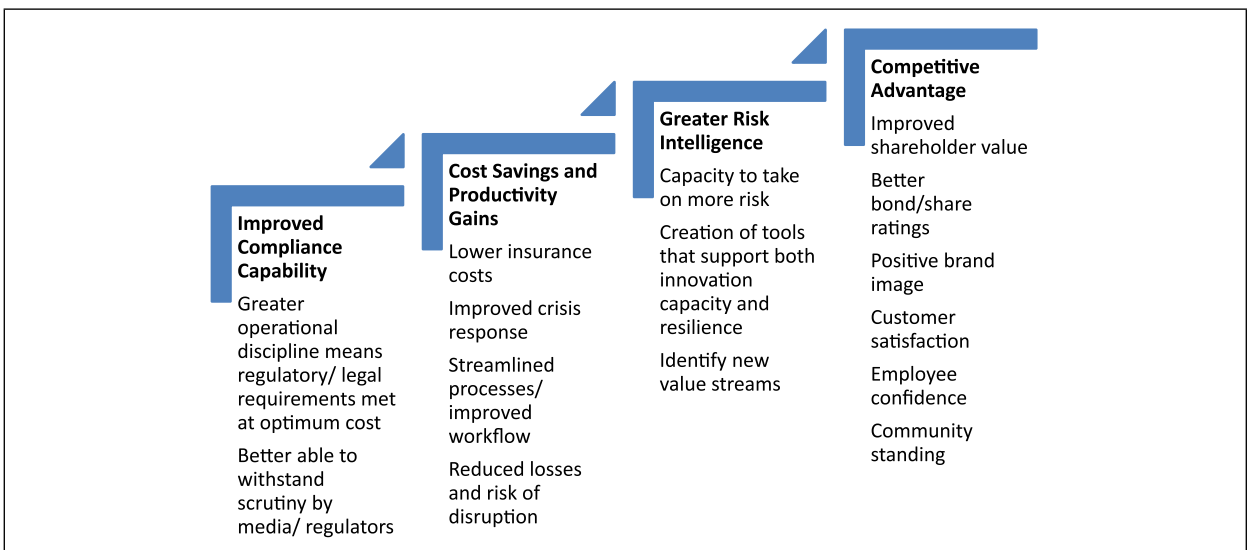 Improved
Compliance
Capability
Greater
operational
discipline means
regulatory/ legal
requirements met
at optimum cost
Better able to
withstand
scrutiny by
media/ regulators
Cost Savings and
Productivity
Gains
Lower insurance
costs
Improved crisis
response
Streamlined
processes/
improved
workflow
Reduced losses
and risk of
disruption
Greater Risk
Intelligence
Capacity to take
on more risk
Creation of tools
that support both
innovation
capacity and
resilience
Identify new
value streams
Competitive
Advantage
Improved
shareholder value
Better
bond/share
ratings
Positive brand
image
Customer
satisfaction
Employee
confidence
Community
standing